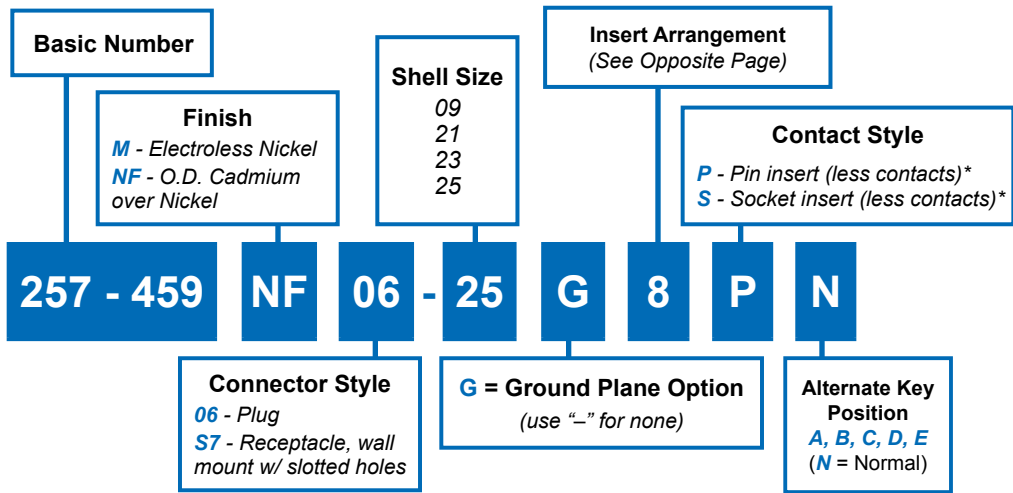 Basic Number
Finish
M - Electroless Nickel
NF - O.D. Cadmium
over Nickel
Shell Size
09
21
23
25
Insert Arrangement
(See Opposite Page)
Contact Style
P - Pin insert (less contacts)*
S - Socket insert (less contacts)*
257 - 459 NF 06 - 25 G 8 P N
Connector Style
06 - Plug
S7 - Receptacle, wall
mount w/ slotted holes
G = Ground Plane Option
(use “–” for none)
Alternate Key
Position
A, B, C, D, E
(N = Normal)